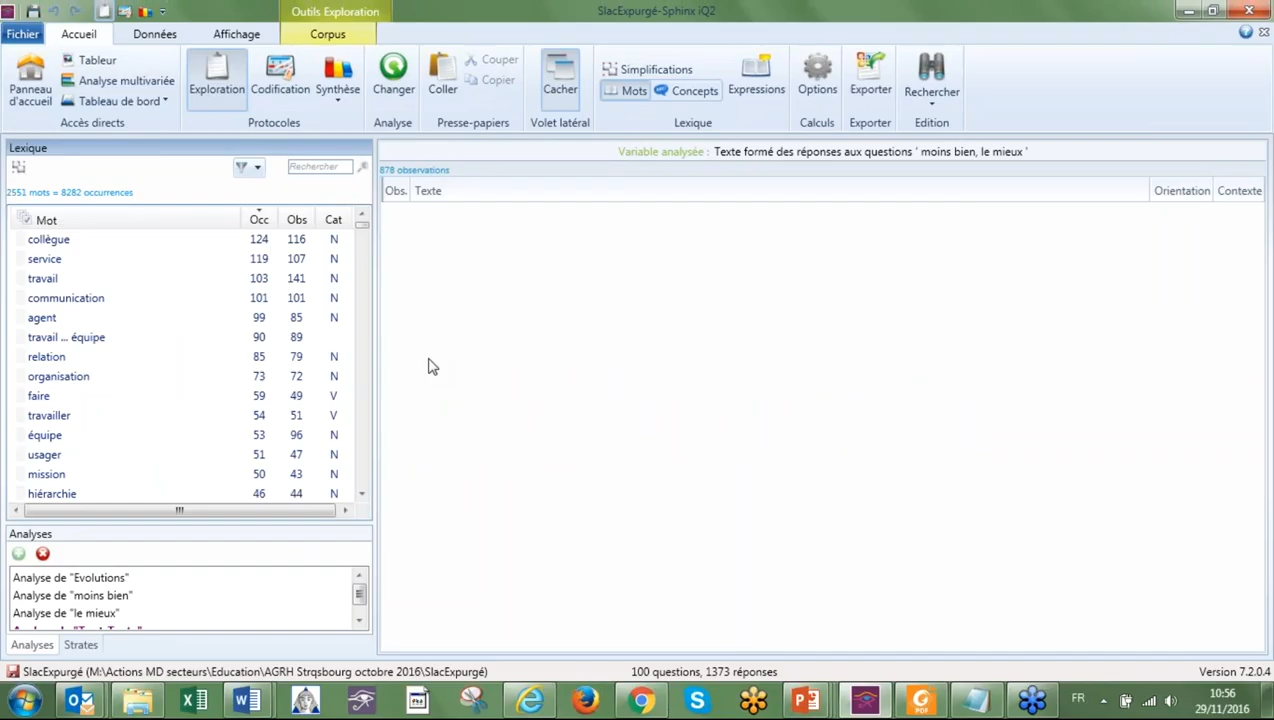 Outils Exploration
SlacExpurgé-Sphinx iQ2
Fichier
Accueil
Données
Affichage
Corpus
Panneau d'accueil
Tableur
Analyse multivariée
Tableau de bord
Accès directs
Exploration
Codification
Synthèse
Protocoles
Changer
Analyse
Coller
Couper
Copier
Presse-papiers
Cacher
Volet latéral
Simplifications
Mots
Concepts
Expressions
Lexique
Options
Calculs
Exporter
Exporter
Rechercher
Edition
Lexique
Rechercher
2551 mots = 8282 occurrences
Mot Occ Obs Cat
collègue 124 116 N
service 119 107 N
travail 103 141 N
communication 101 101 N
agent 99 85 N
travail ... équipe 90 89
relation 85 79 N
organisation 73 72 N
faire 59 49 V
travailler 54 51 V
équipe 53 96 N
usager 51 47 N
mission 50 43 N
hiérarchie 46 44 N
Analyses
Analyse de "Evolutions"
Analyse de "moins bien"
Analyse de "le mieux"
Analyses Strates
Variable analysée : Texte formé des réponses aux questions ' moins bien, le mieux '
878 observations
Obs. Texte Orientation Contexte
SlacExpurgé (M:\Actions MD secteurs\Education\AGRH Strqsbourg octobre 2016\SlacExpurgé)
100 questions, 1373 réponses
Version 7.2.0.4
FR
10:56
29/11/2016